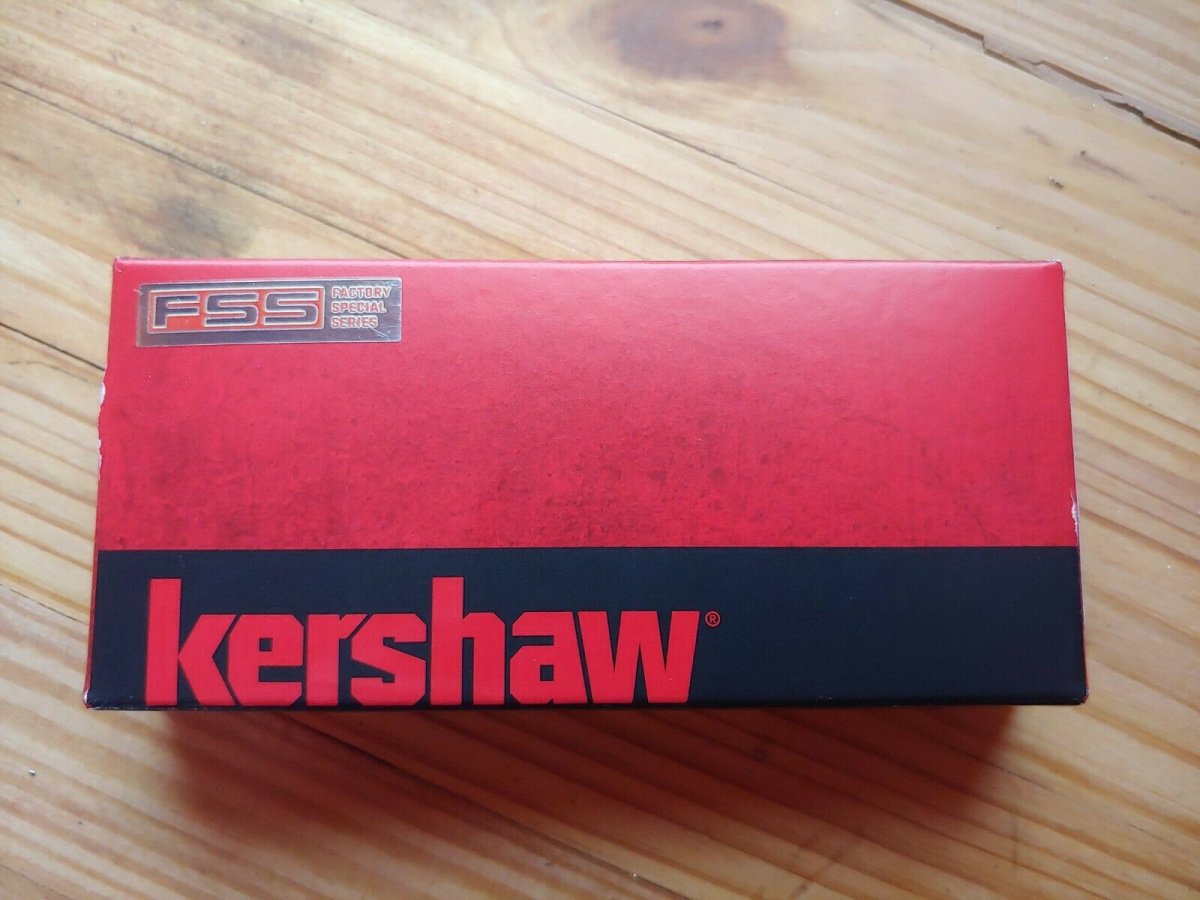 FSS
FACTORY
SPECIAL
SERIES
kershaw®